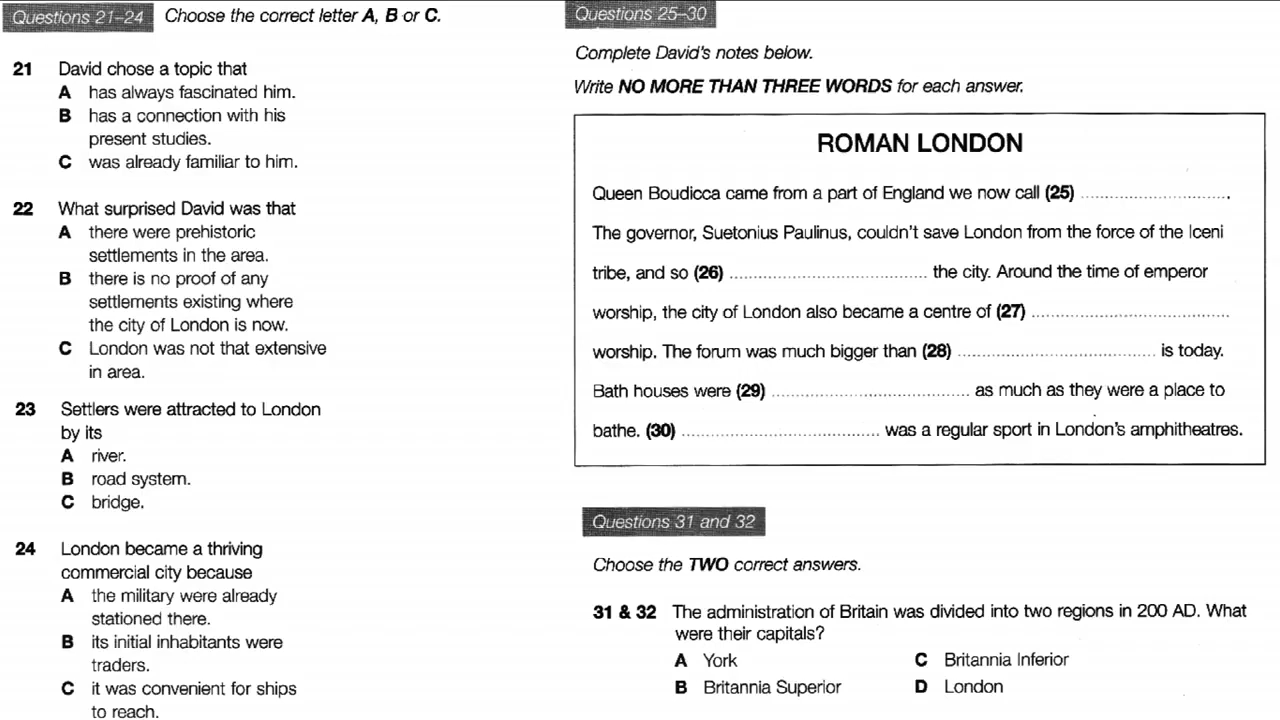 Questions 21–24 Choose the correct letter A, B or C.
21 David chose a topic that
A has always fascinated him.
B has a connection with his
present studies.
C was already familiar to him.
22 What surprised David was that
A there were prehistoric
settlements in the area.
B there is no proof of any
settlements existing where
the city of London is now.
C London was not that extensive
in area.
23 Settlers were attracted to London
by its
A river.
B road system.
C bridge.
24 London became a thriving
commercial city because
A the military were already
stationed there.
B its initial inhabitants were
traders.
C it was convenient for ships
to reach.
Questions 25–30
Complete David's notes below.
Write NO MORE THAN THREE WORDS for each answer.
ROMAN LONDON
Queen Boudicca came from a part of England we now call (25) ............................ .
The governor, Suetonius Paulinus, couldn't save London from the force of the Iceni
tribe, and so (26) ...................................... the city. Around the time of emperor
worship, the city of London also became a centre of (27) ......................................
worship. The forum was much bigger than (28) ...................................... is today.
Bath houses were (29) ...................................... as much as they were a place to
bathe. (30) ...................................... was a regular sport in London's amphitheatres.
Questions 31 and 32
Choose the TWO correct answers.
31 & 32 The administration of Britain was divided into two regions in 200 AD. What
were their capitals?
A York C Britannia Inferior
B Britannia Superior D London